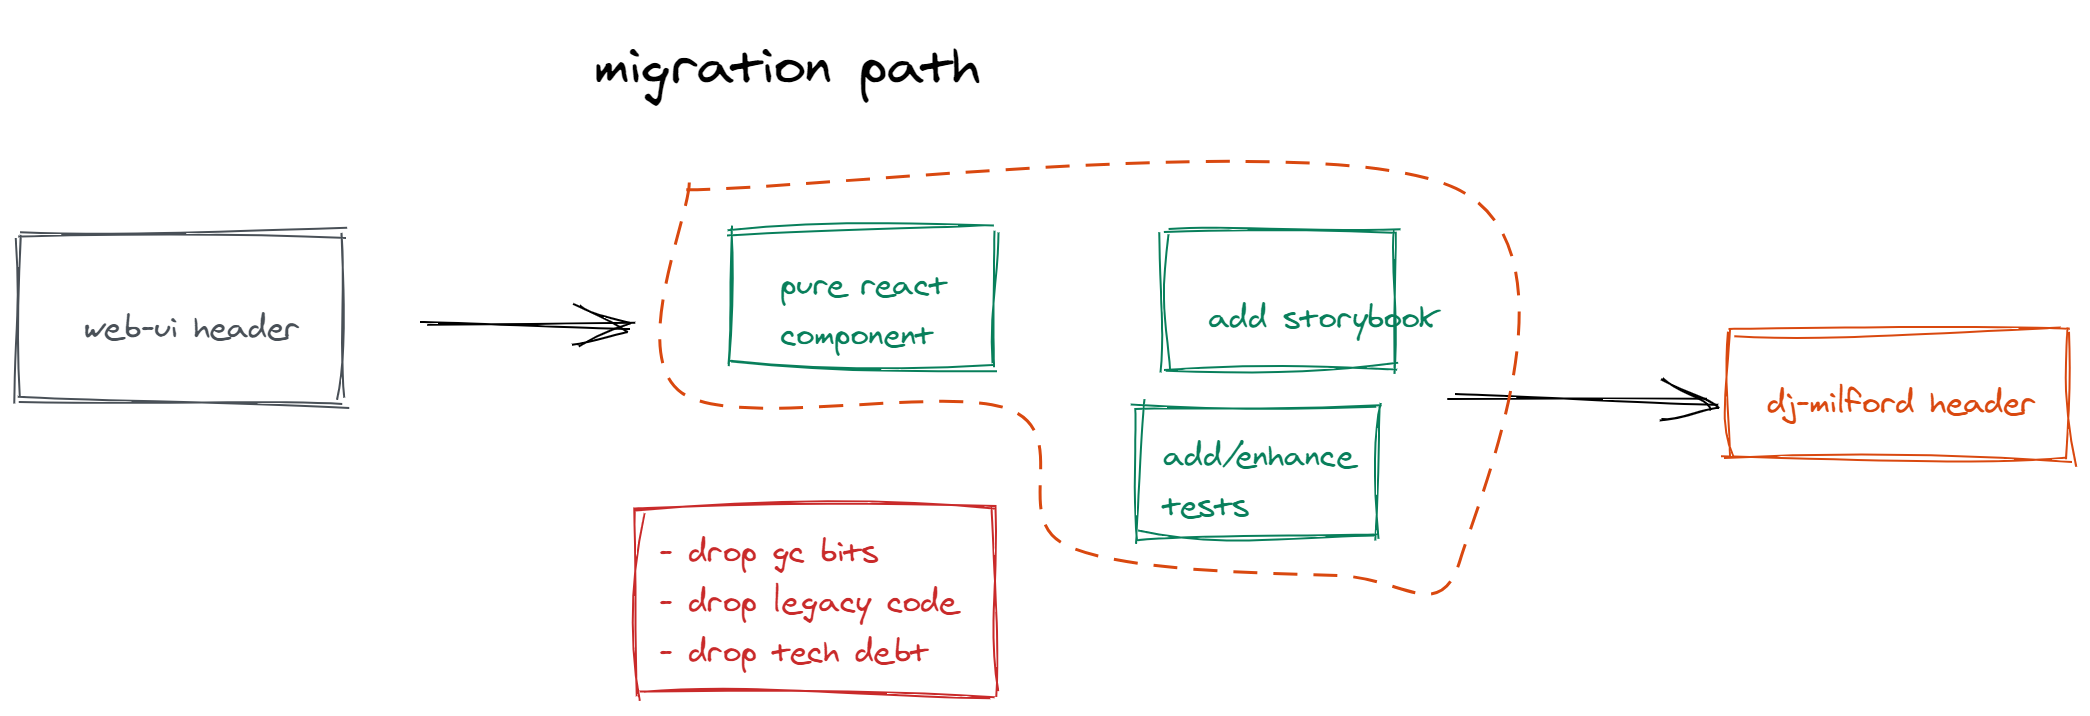 migration path
web-ui header
pure react
component
add storybook
add/enhance
tests
- drop gc bits
- drop legacy code
- drop tech debt
dj-milford header